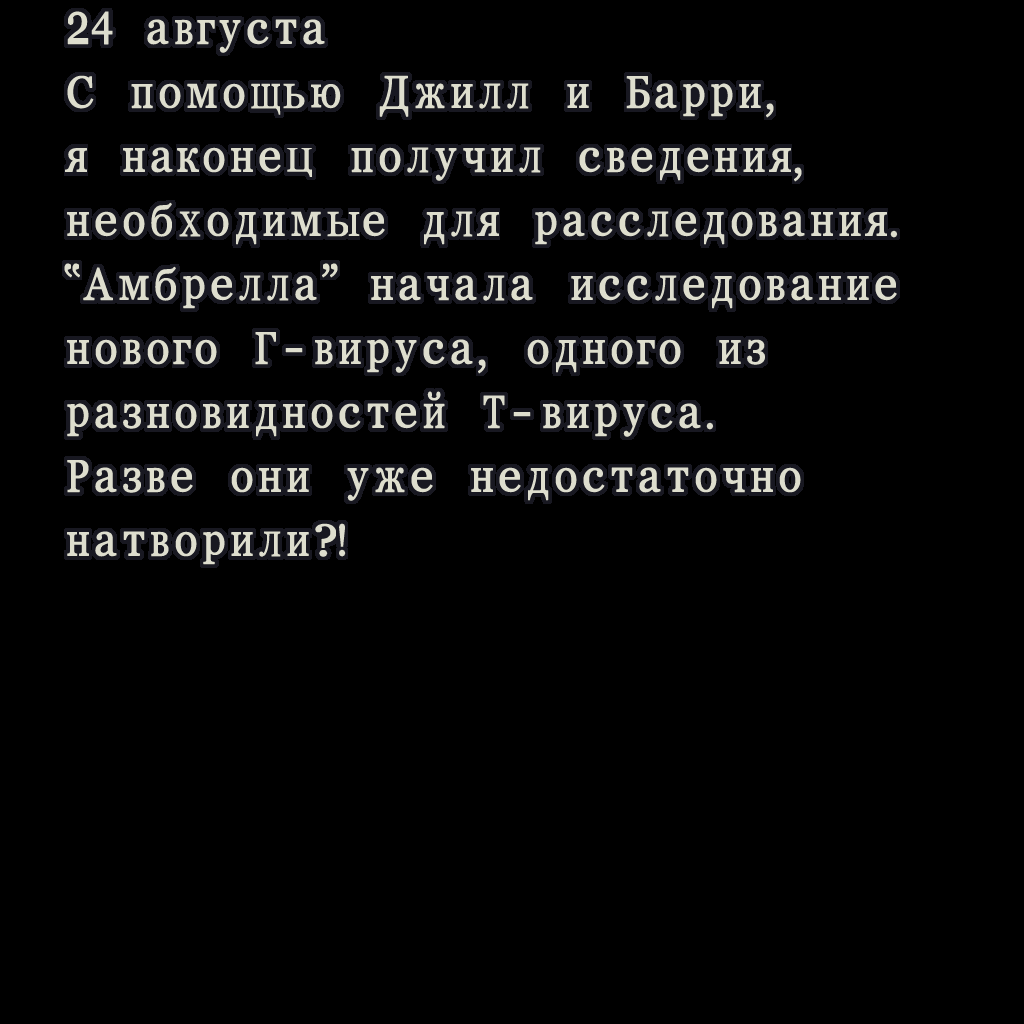 24 августа
С помощью Джилл и Барри,
я наконец получил сведения,
необходимые для расследования.
“Амбрелла” начала исследование
нового Г-вируса, одного из
разновидностей Т-вируса.
Разве они уже недостаточно
натворили?!